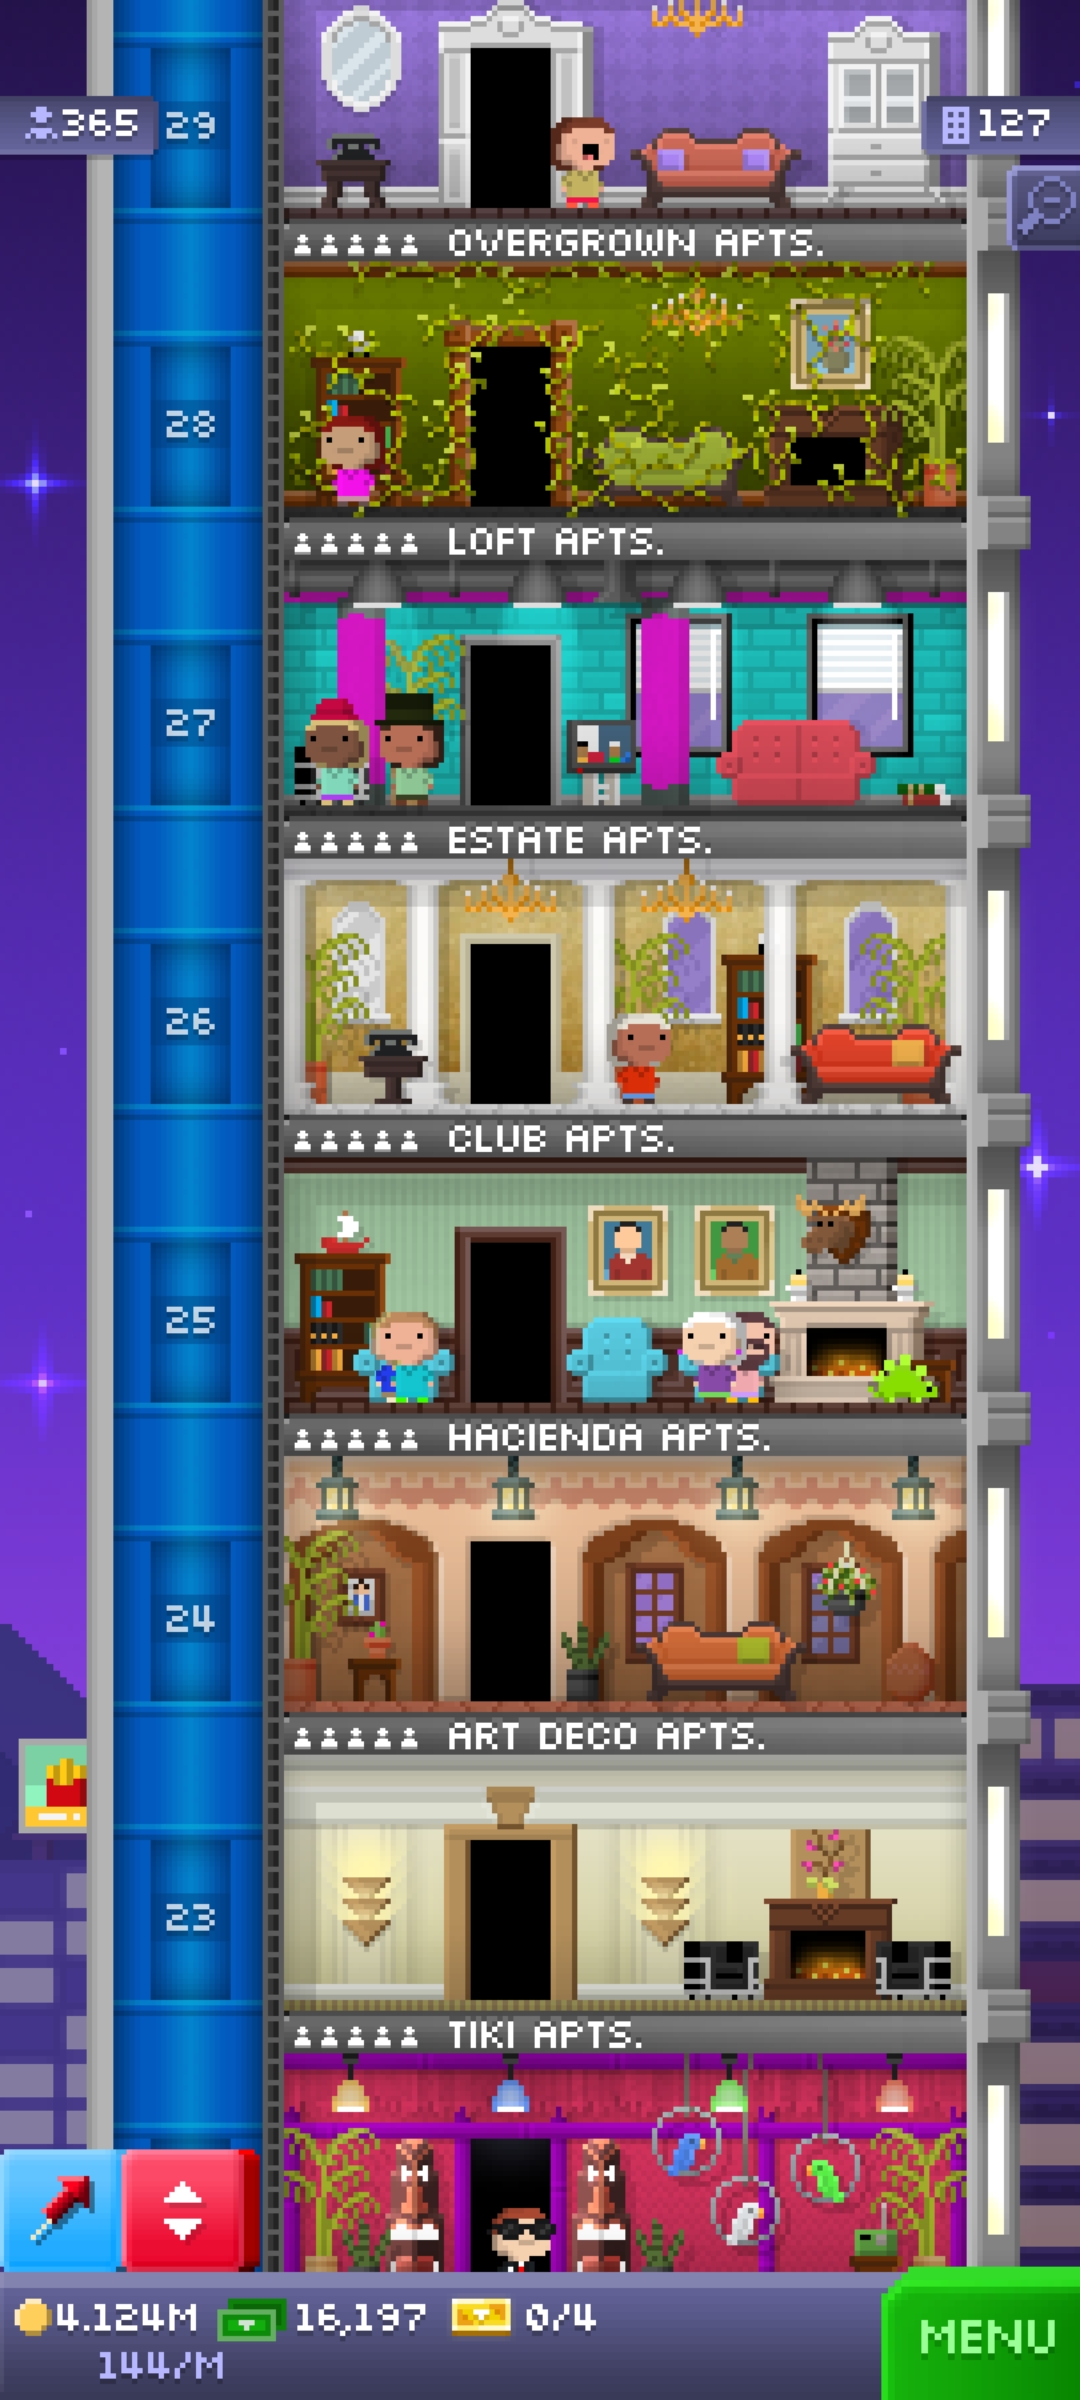 365
29
127
OVERGROWN APTS.
28
LOFT APTS.
27
ESTATE APTS.
26
CLUB APTS.
25
HACIENDA APTS.
24
ART DECO APTS.
23
TIKI APTS.
4.124M
16,197
0/4
144/M
MENU